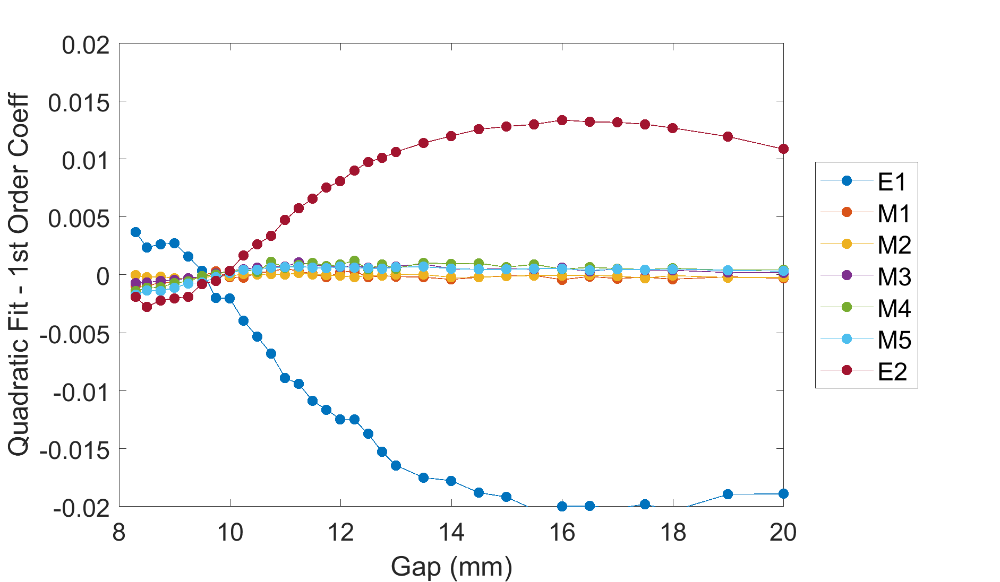 Quadratic Fit - 1st Order Coeff
0.02
0.015
0.01
0.005
0
-0.005
-0.01
-0.015
-0.02
8 10 12 14 16 18 20
Gap (mm)
E1
M1
M2
M3
M4
M5
E2